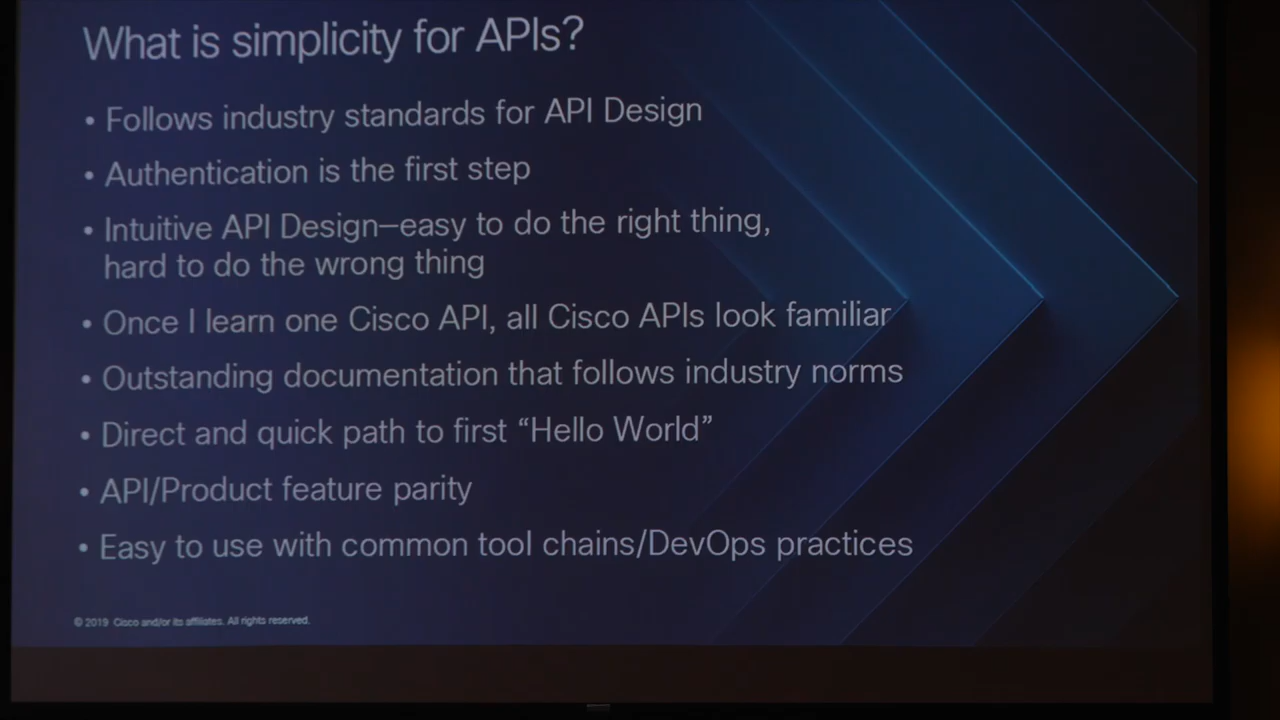 What is simplicity for APIs?
• Follows industry standards for API Design
• Authentication is the first step
• Intuitive API Design—easy to do the right thing,
hard to do the wrong thing
• Once I learn one Cisco API, all Cisco APIs look familiar
• Outstanding documentation that follows industry norms
• Direct and quick path to first “Hello World”
• API/Product feature parity
• Easy to use with common tool chains/DevOps practices
© 2019 Cisco and/or its affiliates. All rights reserved.